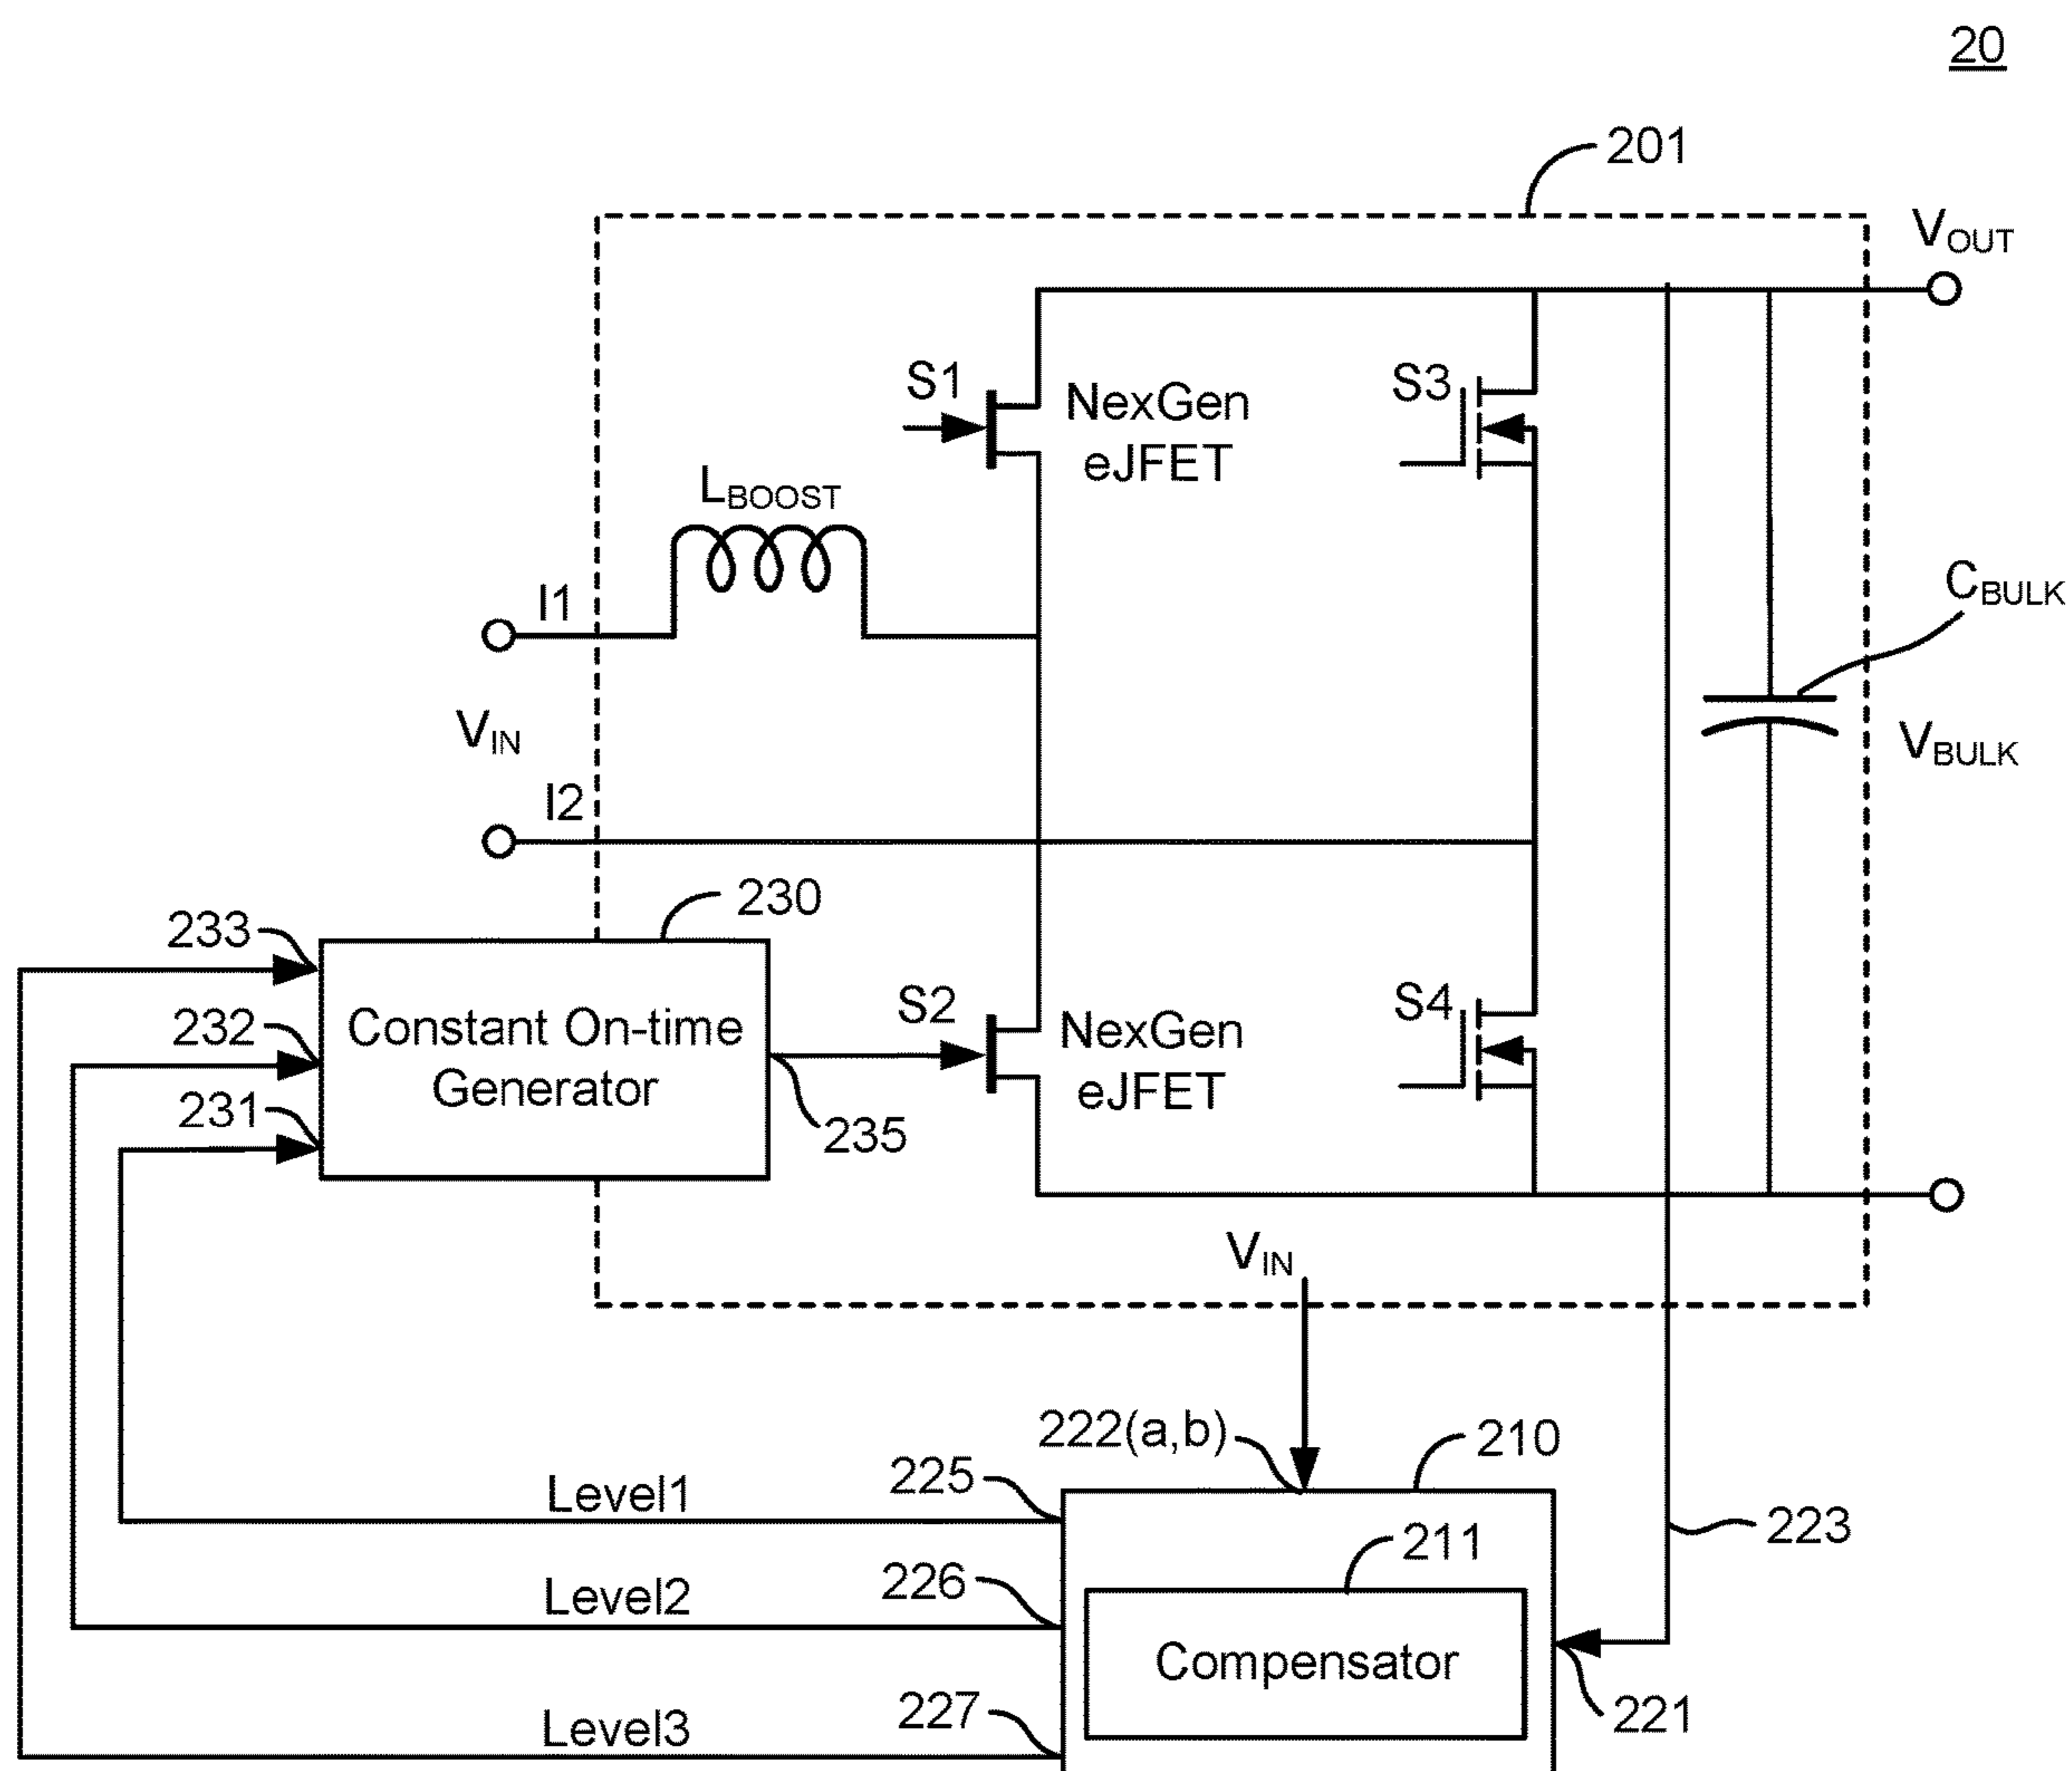 20
201
VOUT
S1
NexGen
eJFET
S3
LBOOST
CBULK
I1
VIN
VBULK
I2
230
233
232
231
Constant On-time
Generator
S2
NexGen
eJFET
S4
235
VIN
222(a,b)
210
225
Level1
223
211
226
Level2
Compensator
227
221
Level3